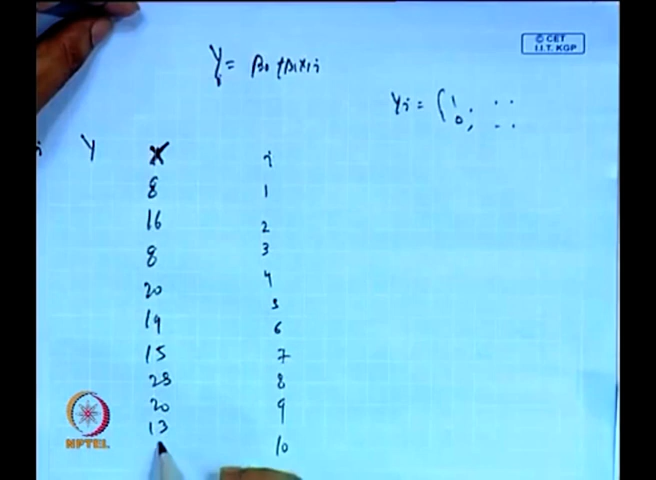 © CET
I.I.T. KGP
Y = β0 + β1x1i
Yi = { 1 ; ..
0 ; ..
i Y X i
8 1
16 2
8 3
20 4
19 5
15 6
28 7
20 8
13 9
10
NPTEL